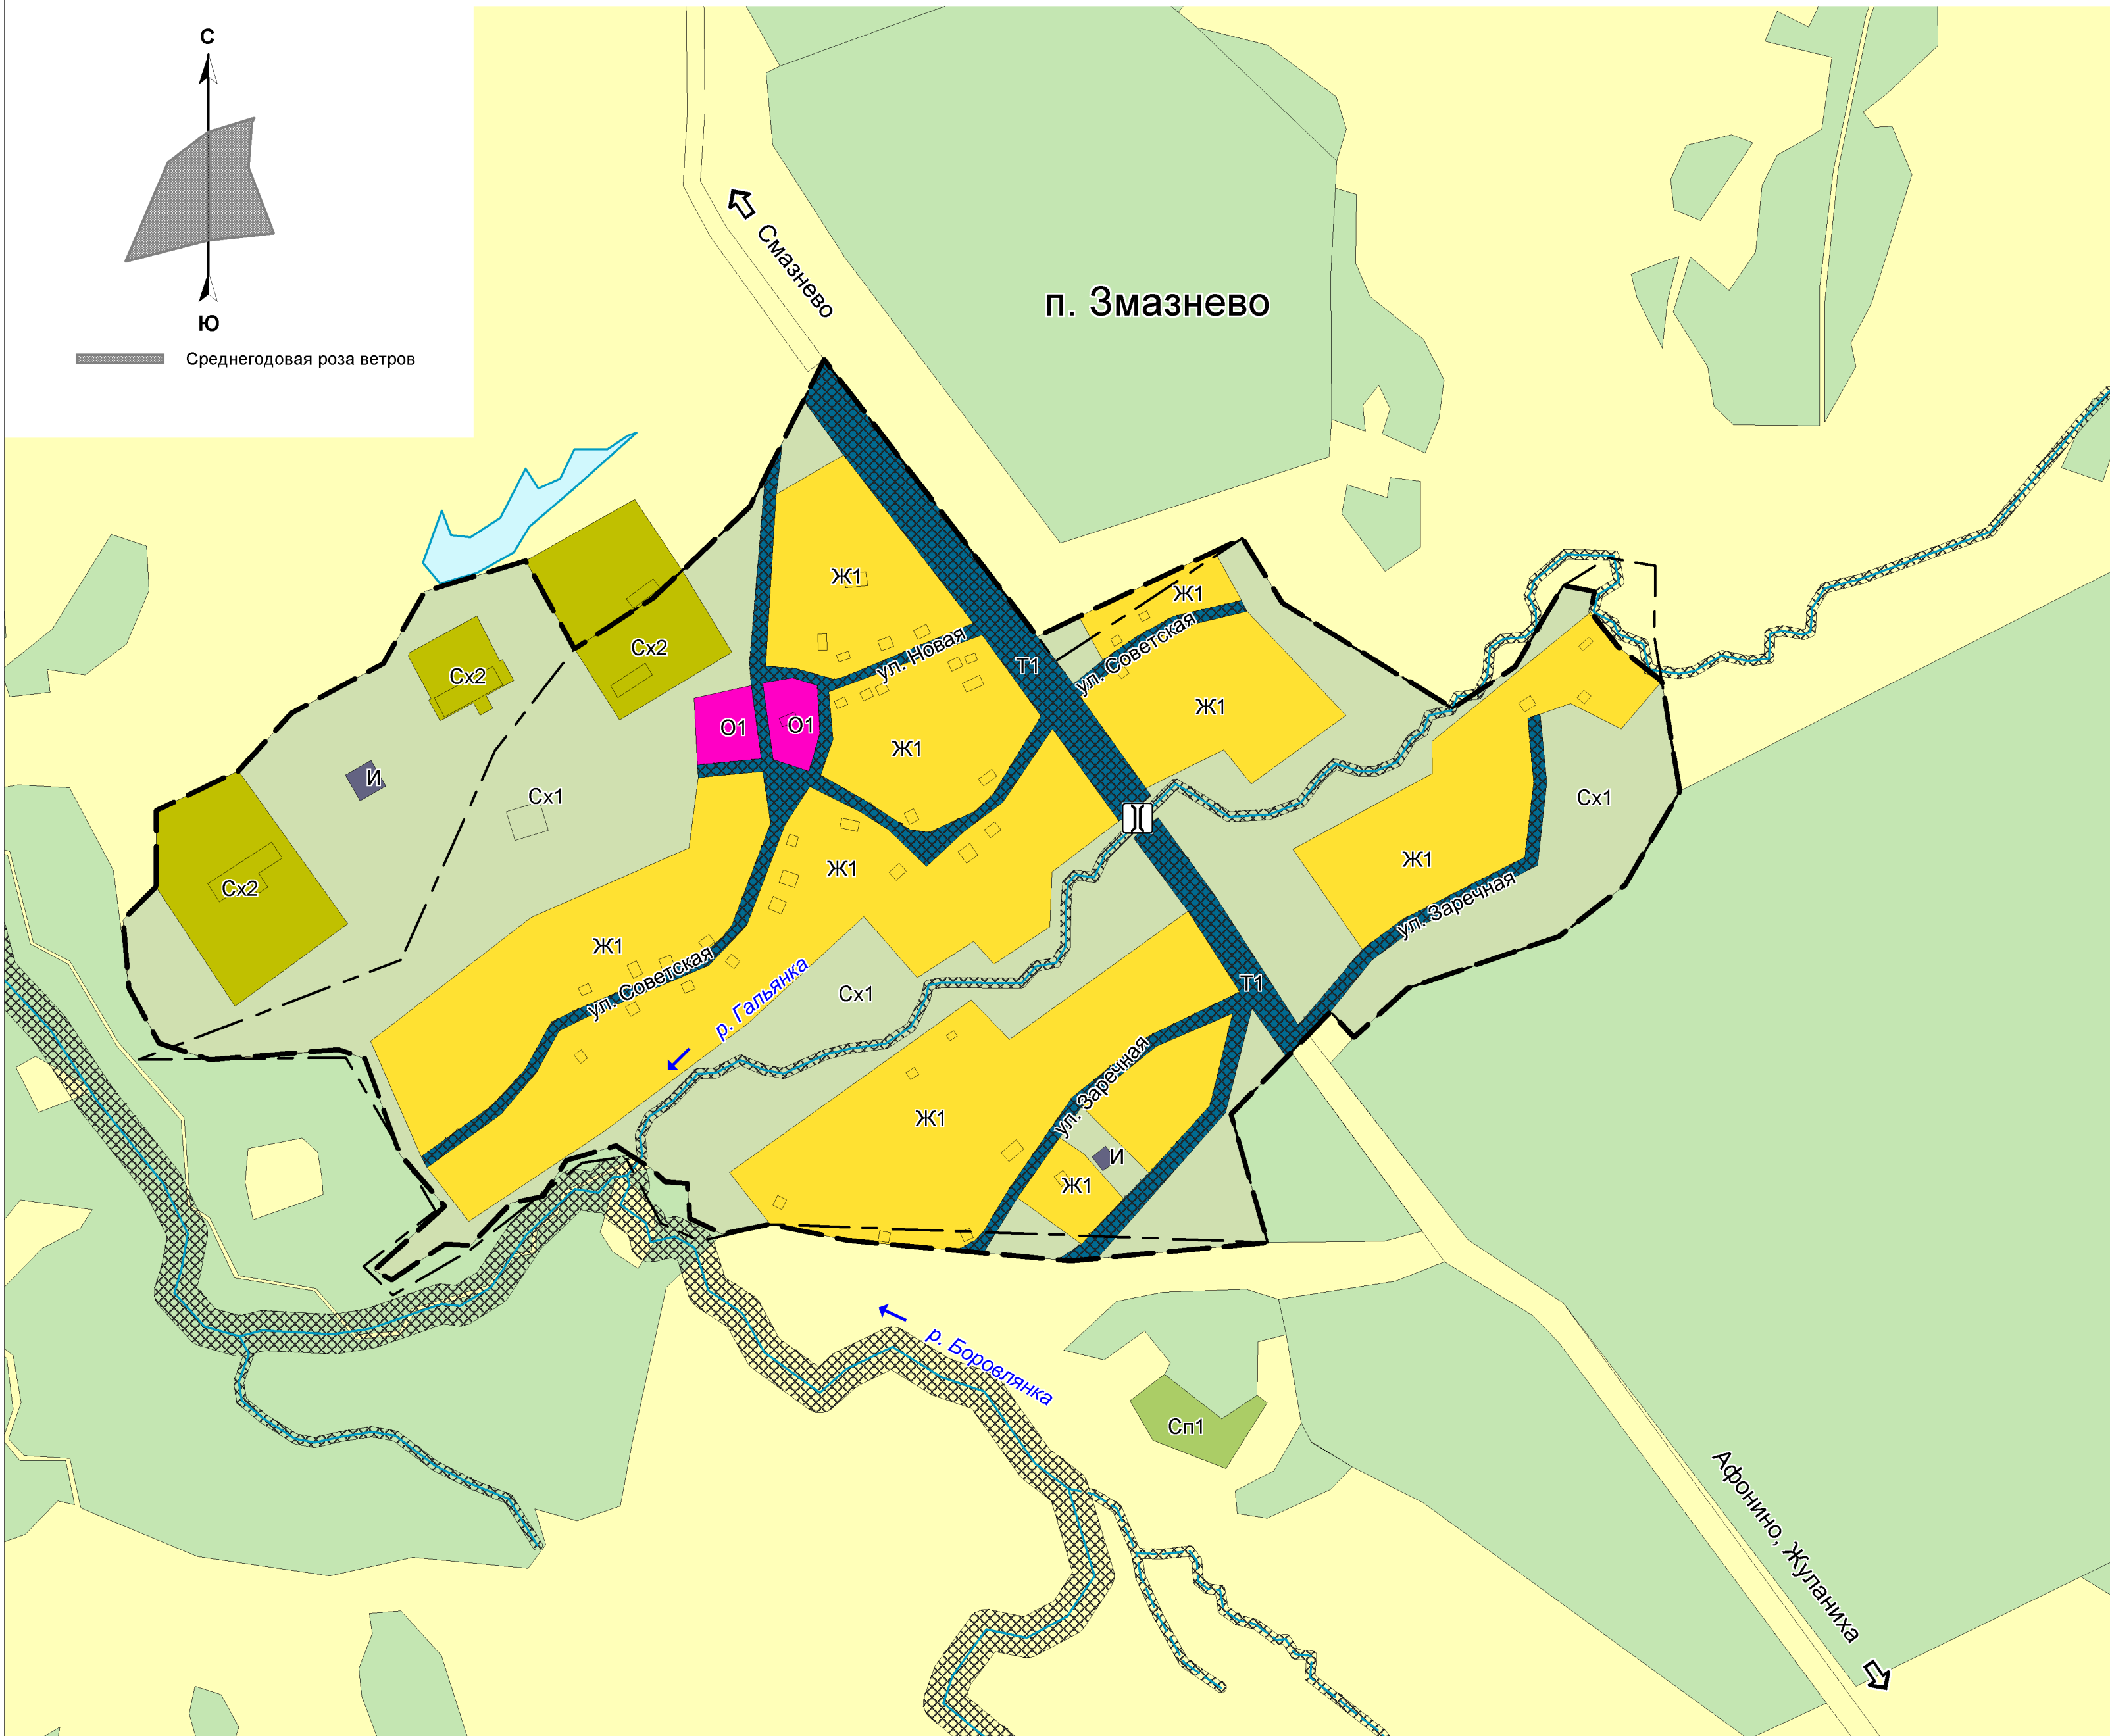 С
Ю
Среднегодовая роза ветров
Смазнево
п. Змазнево
Ж1
Ж1
ул. Новая
Т1
ул. Советская
Сх2
Сх2
О1
О1
Ж1
Ж1
И
Сх1
Сх1
Сх2
Ж1
Ж1
ул. Заречная
Ж1
ул. Советская
р. Гальянка
Сх1
Т1
Ж1
ул. Заречная
И
Ж1
р. Боровлянка
Сп1
Афонино, Жуланиха